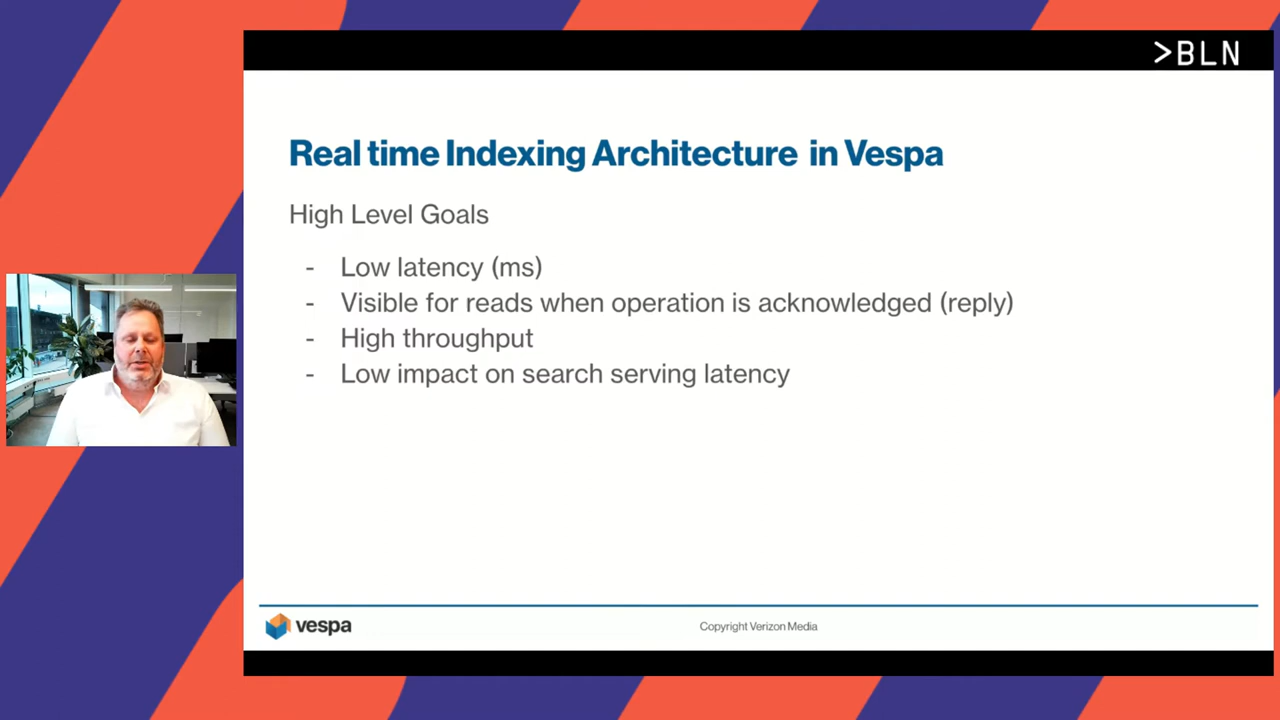 >BLN
Real time Indexing Architecture in Vespa
High Level Goals
- Low latency (ms)
- Visible for reads when operation is acknowledged (reply)
- High throughput
- Low impact on search serving latency
vespa
Copyright Verizon Media